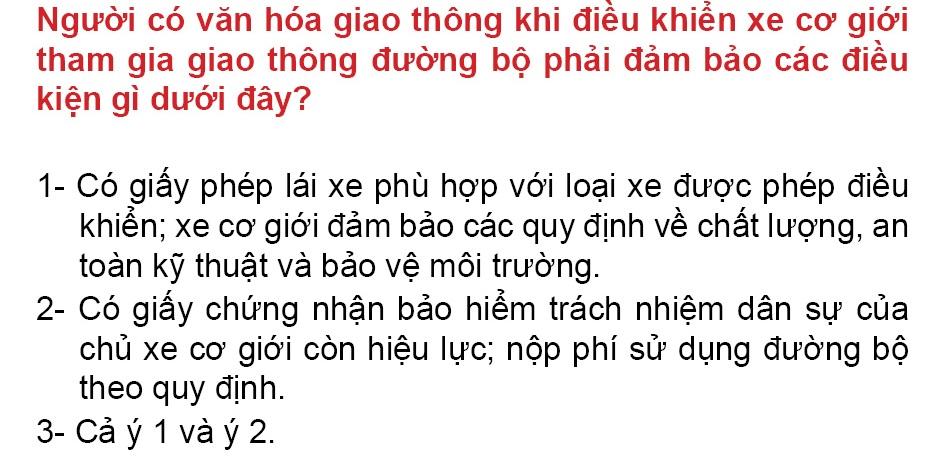 Người có văn hóa giao thông khi điều khiển xe cơ giới
tham gia giao thông đường bộ phải đảm bảo các điều
kiện gì dưới đây?
1- Có giấy phép lái xe phù hợp với loại xe được phép điều
khiển; xe cơ giới đảm bảo các quy định về chất lượng, an
toàn kỹ thuật và bảo vệ môi trường.
2- Có giấy chứng nhận bảo hiểm trách nhiệm dân sự của
chủ xe cơ giới còn hiệu lực; nộp phí sử dụng đường bộ
theo quy định.
3- Cả ý 1 và ý 2.